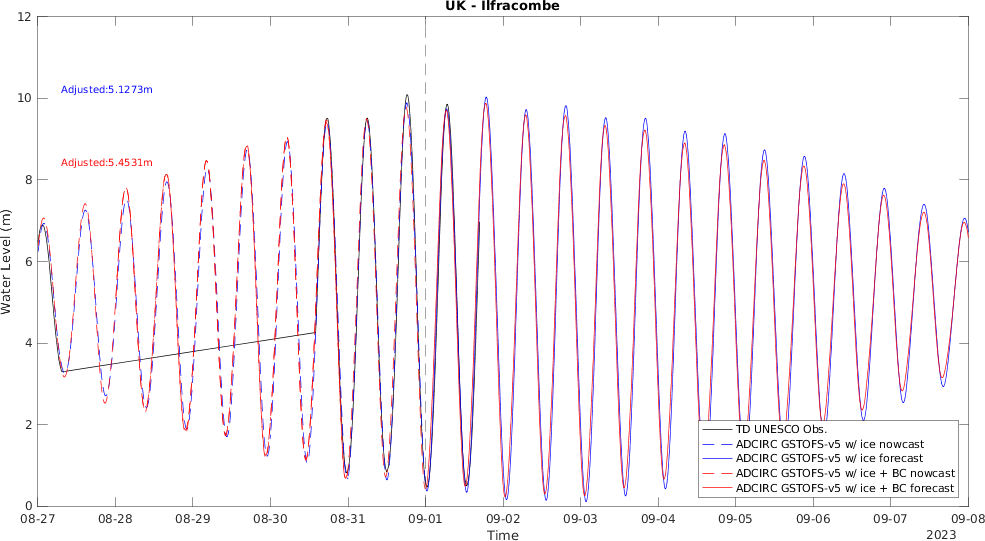 UK - Ilfracombe
12
10
8
6
4
2
0
Water Level (m)
Adjusted:5.1273m
Adjusted:5.4531m
TD UNESCO Obs.
ADCIRC GSTOFS-v5 w/ ice nowcast
ADCIRC GSTOFS-v5 w/ ice forecast
ADCIRC GSTOFS-v5 w/ ice + BC nowcast
ADCIRC GSTOFS-v5 w/ ice + BC forecast
08-27 08-28 08-29 08-30 08-31 09-01 09-02 09-03 09-04 09-05 09-06 09-07 09-08
Time
2023